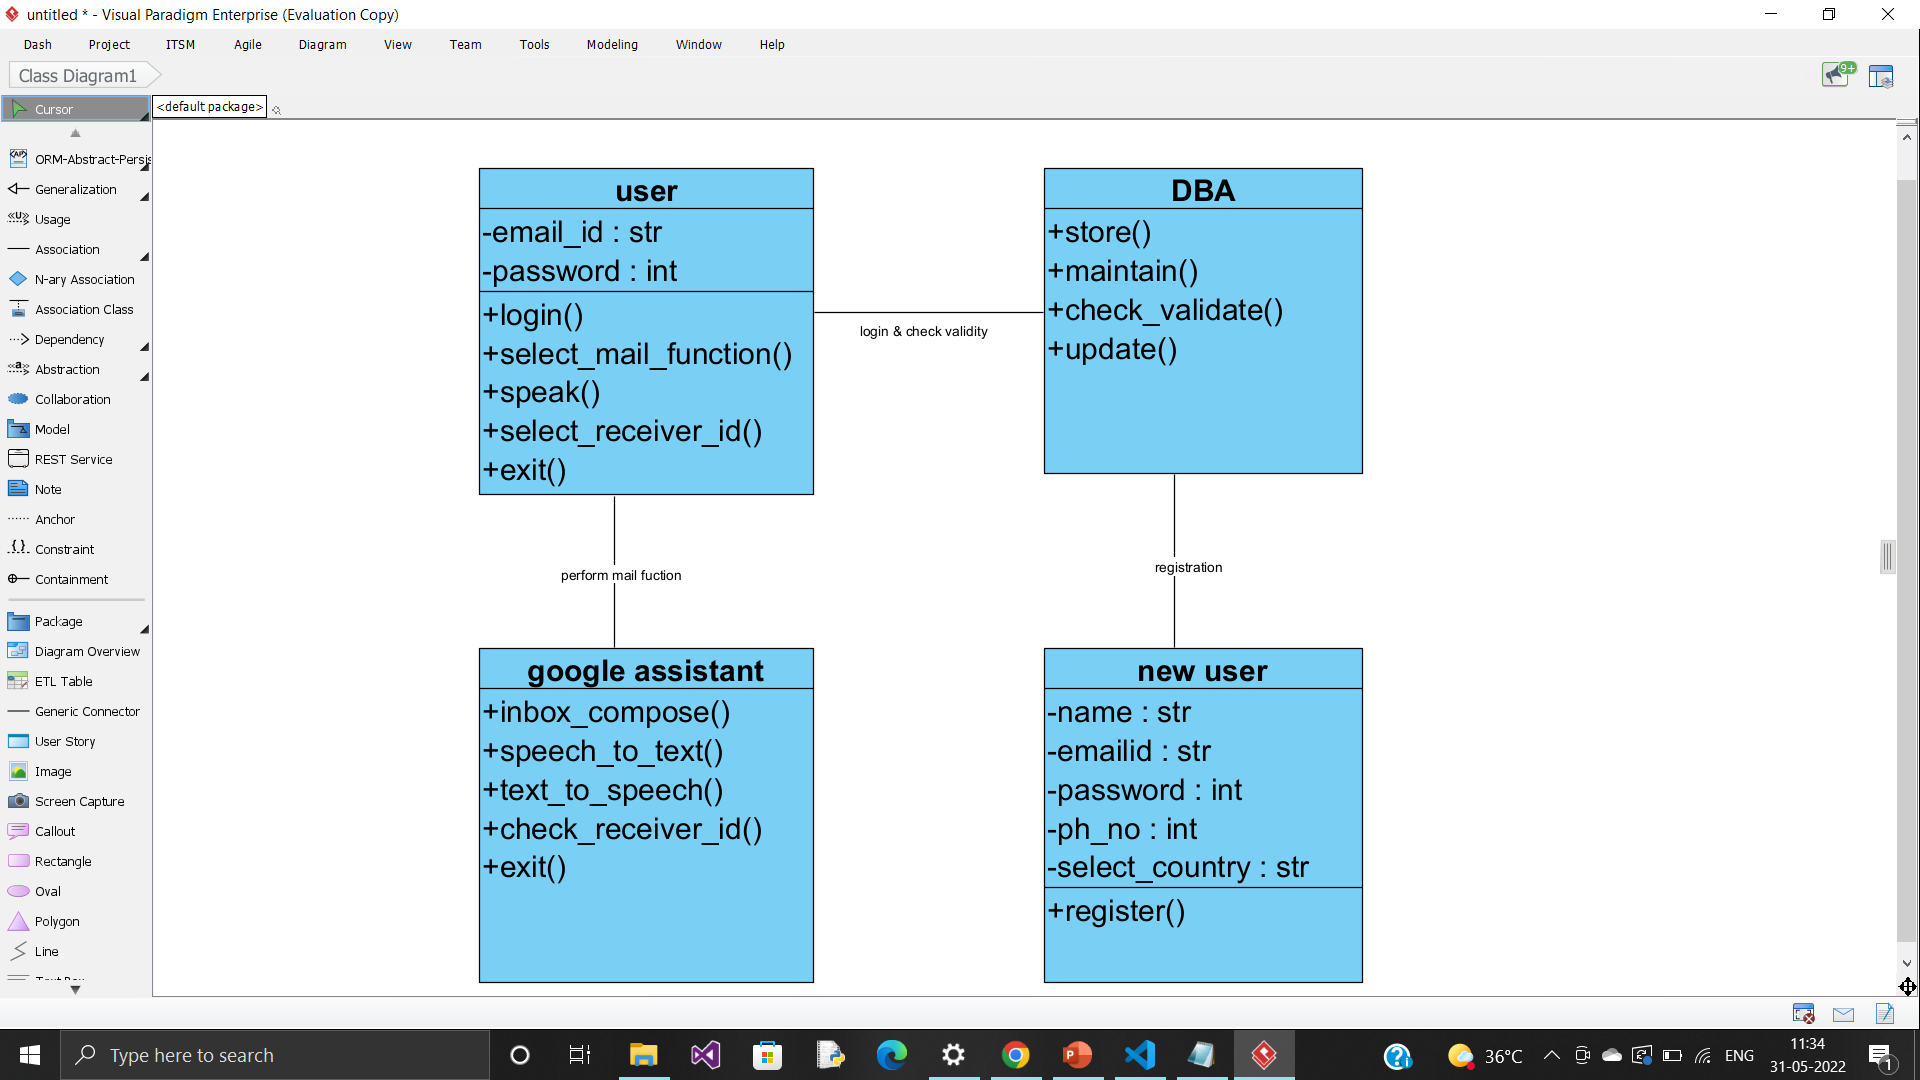 untitled * - Visual Paradigm Enterprise (Evaluation Copy)
Dash Project ITSM Agile Diagram View Team Tools Modeling Window Help
Class Diagram1
9+
Cursor
<default package>
ORM-Abstract-Persis
Generalization
Usage
Association
N-ary Association
Association Class
Dependency
Abstraction
Collaboration
Model
REST Service
Note
Anchor
Constraint
Containment
Package
Diagram Overview
ETL Table
Generic Connector
User Story
Image
Screen Capture
Callout
Rectangle
Oval
Polygon
Line
user
-email_id : str
-password : int
+login()
+select_mail_function()
+speak()
+select_receiver_id()
+exit()
login & check validity
DBA
+store()
+maintain()
+check_validate()
+update()
perform mail fuction
registration
google assistant
+inbox_compose()
+speech_to_text()
+text_to_speech()
+check_receiver_id()
+exit()
new user
-name : str
-emailid : str
-password : int
-ph_no : int
-select_country : str
+register()
Type here to search
36°C
ENG
11:34
31-05-2022
1